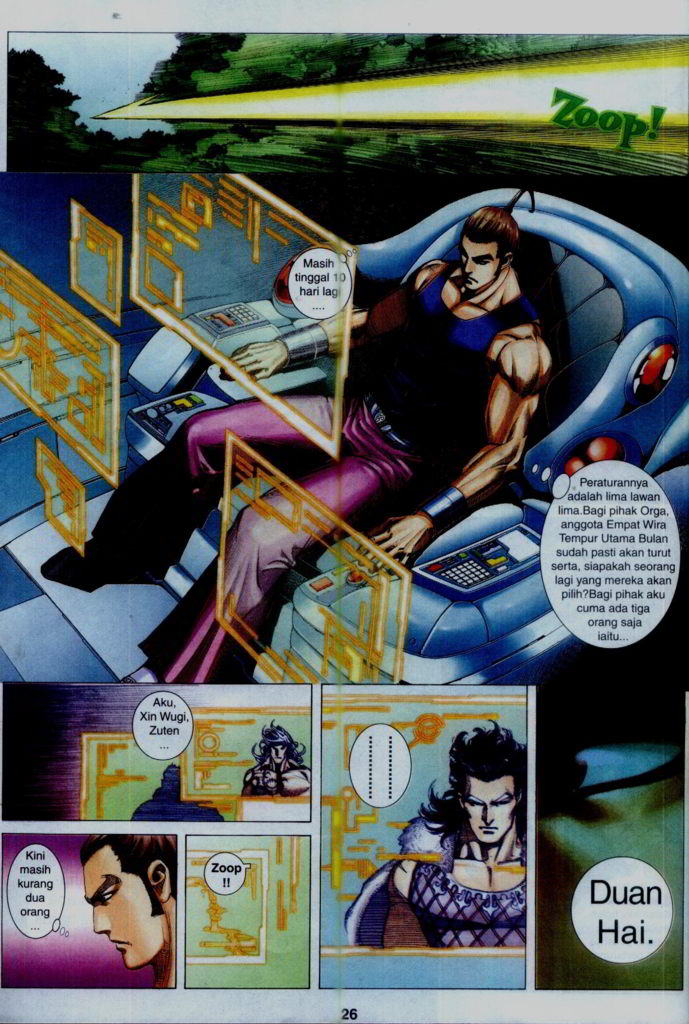 Zoop!
Masih
tinggal 10
hari lagi
....
Peraturannya
adalah lima lawan
lima.Bagi pihak Orga,
anggota Empat Wira
Tempur Utama Bulan
sudah pasti akan turut
serta, siapakah seorang
lagi yang mereka akan
pilih?Bagi pihak aku
cuma ada tiga
orang saja
iaitu...
Aku,
Xin Wugi,
Zuten
...
Kini
masih
kurang
dua
orang
...
Zoop
!!
Duan
Hai.
26